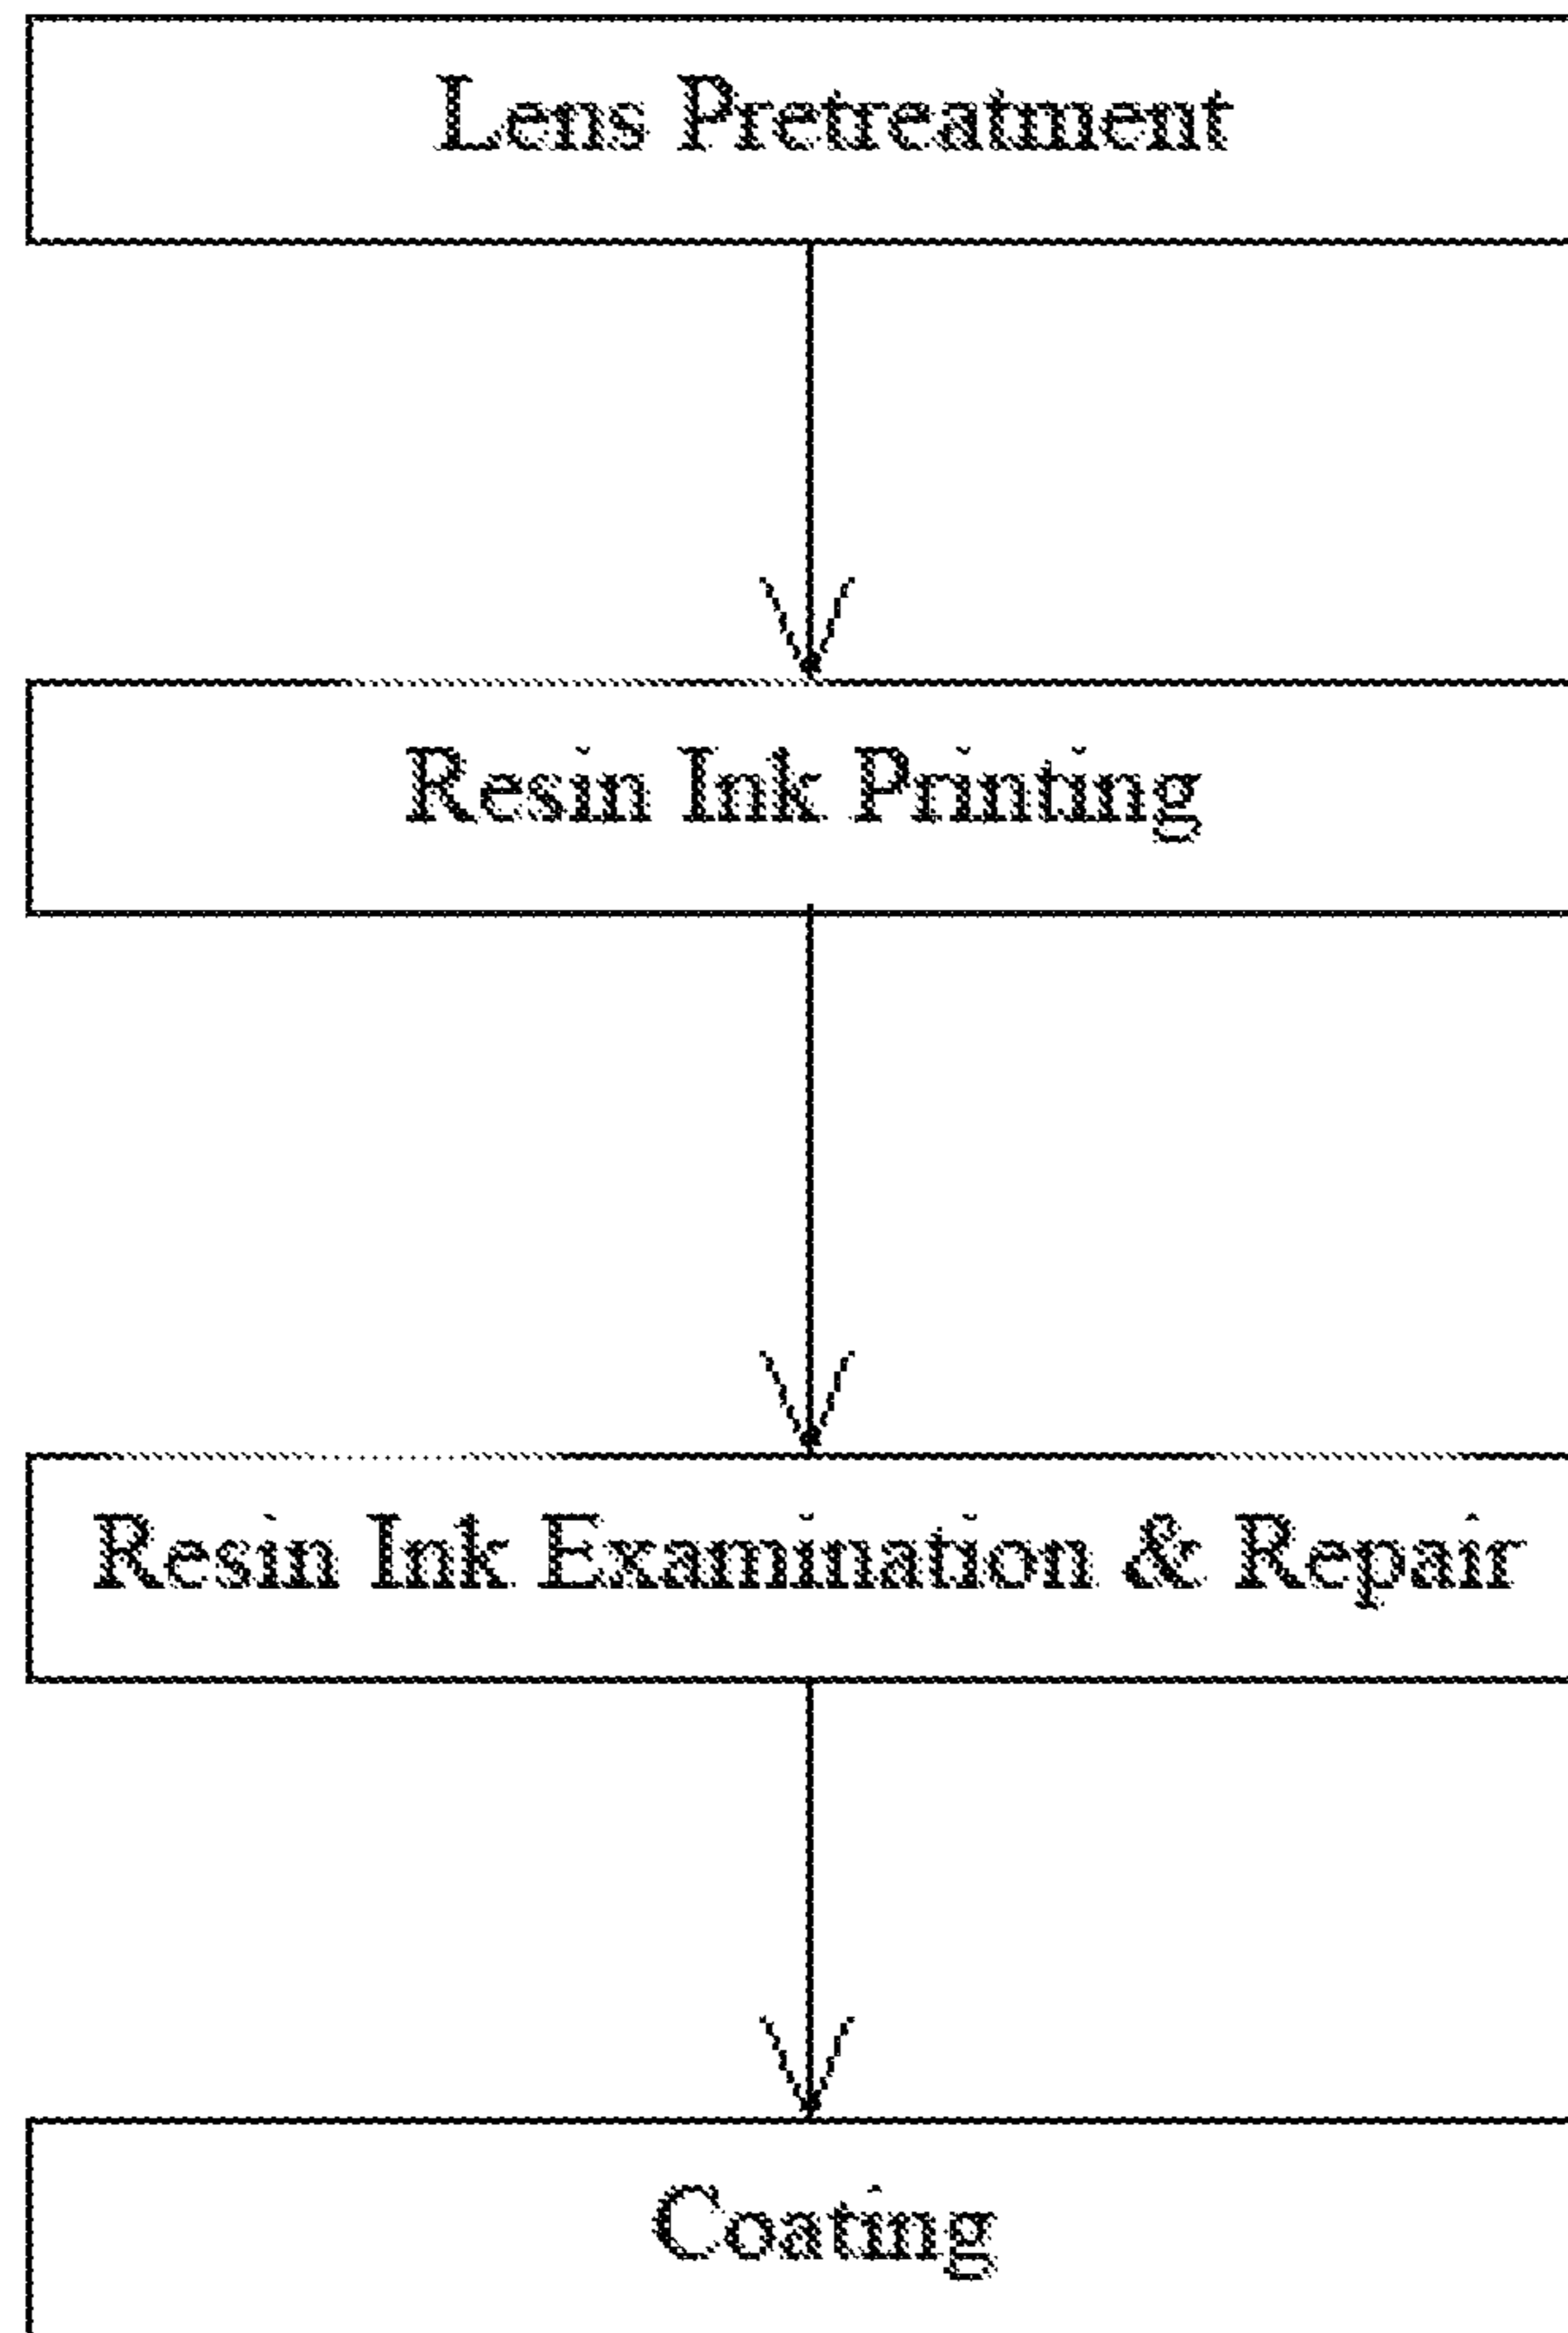 Lens Pretreatment
Resin Ink Printing
Resin Ink Examination & Repair
Coating